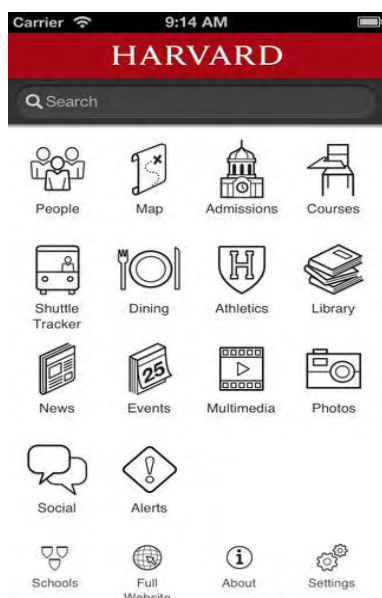 Carrier 9:14 AM
HARVARD
Search
People Map Admissions Courses
H
Shuttle Dining Athletics Library
Tracker
25
News Events Multimedia Photos
Social Alerts
Schools Full About Settings
Website